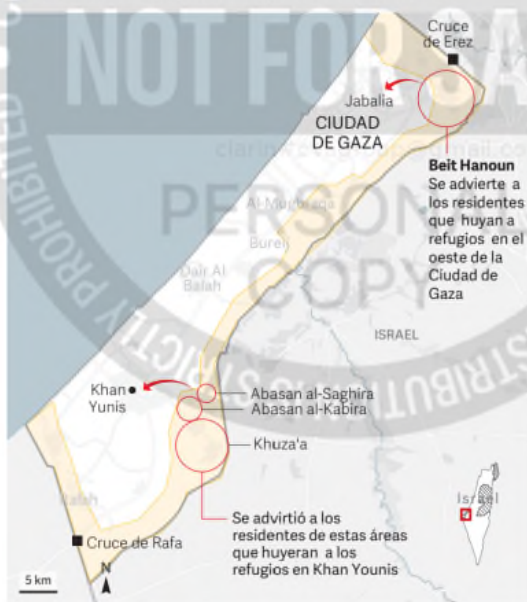 NOT FOR SA
Cruce
de Erez
Jabalia
CIUDAD
DE GAZA
Beit Hanoun
Se advierte a
los residentes
que huyan a
refugios en el
oeste de la
Ciudad de
Gaza
Al-Mughraqa
PERSONAL
Bureij
COPY
Dair Al
Balah
ISRAEL
STRICTLY PROHIBITED
DISTRIBUTION
Khan
Yunis
Abasan al-Saghira
Abasan al-Kabira
Khuza'a
Israel
Rafah
Se advirtió a los
residentes de estas áreas
que huyeran a los
refugios en Khan Younis
Cruce de Rafa
N
5 km